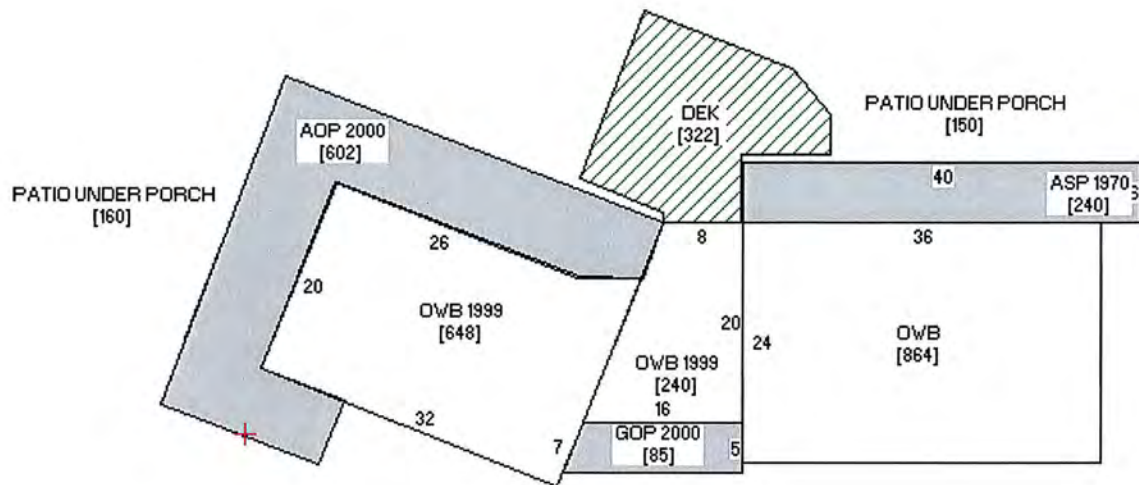 DEK
[322]
PATIO UNDER PORCH
[150]
AOP 2000
[602]
PATIO UNDER PORCH
[160]
40
ASP 1970
[240]
26
8
36
20
OWB 1999
[648]
20
24
OWB
[864]
OWB 1999
[240]
32
16
7
GOP 2000
[85]
5